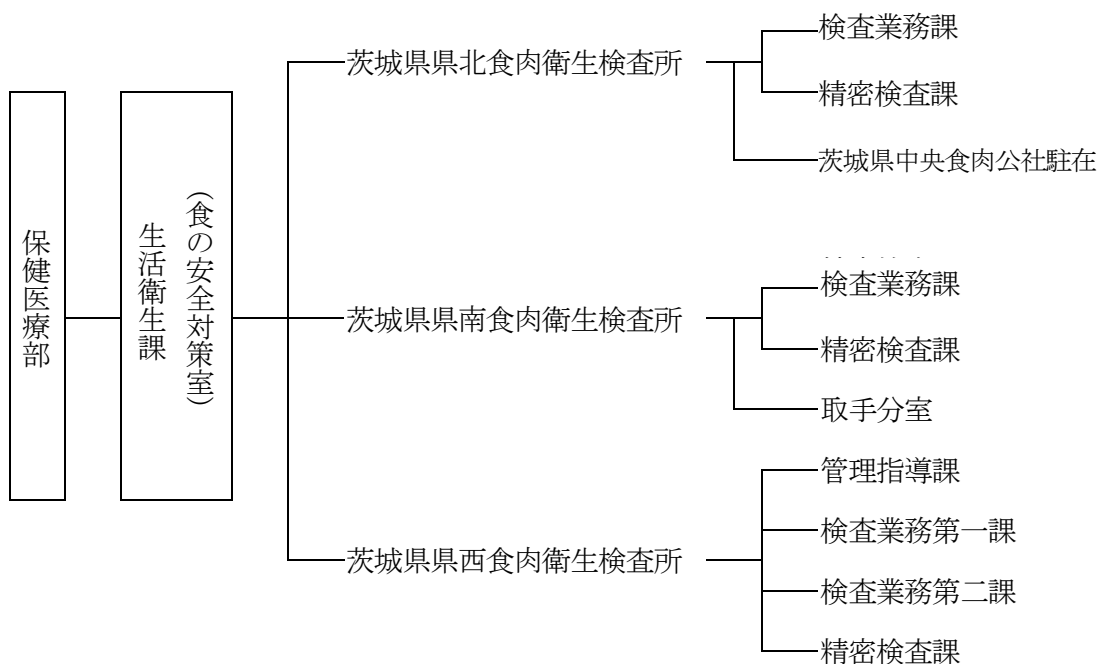 保健医療部
生活衛生課
(食の安全対策室)
茨城県県北食肉衛生検査所
検査業務課
精密検査課
茨城県中央食肉公社駐在
茨城県県南食肉衛生検査所
検査業務課
精密検査課
取手分室
茨城県県西食肉衛生検査所
管理指導課
検査業務第一課
検査業務第二課
精密検査課